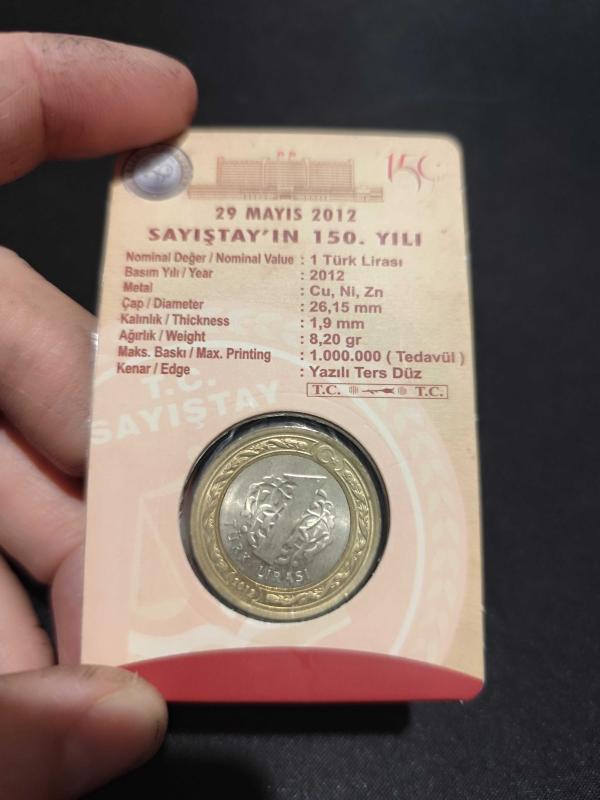 150
29 MAYIS 2012
SAYIŞTAY'IN 150. YILI
Nominal Değer / Nominal Value : 1 Türk Lirası
Basım Yılı / Year : 2012
Metal : Cu, Ni, Zn
Çap / Diameter : 26,15 mm
Kalınlık / Thickness : 1,9 mm
Ağırlık / Weight : 8,20 gr
Maks. Baskı / Max. Printing : 1.000.000 ( Tedavül )
Kenar / Edge : Yazılı Ters Düz
T.C. T.C.
T.C.
SAYIŞTAY
1
TÜRK LİRASI
2012